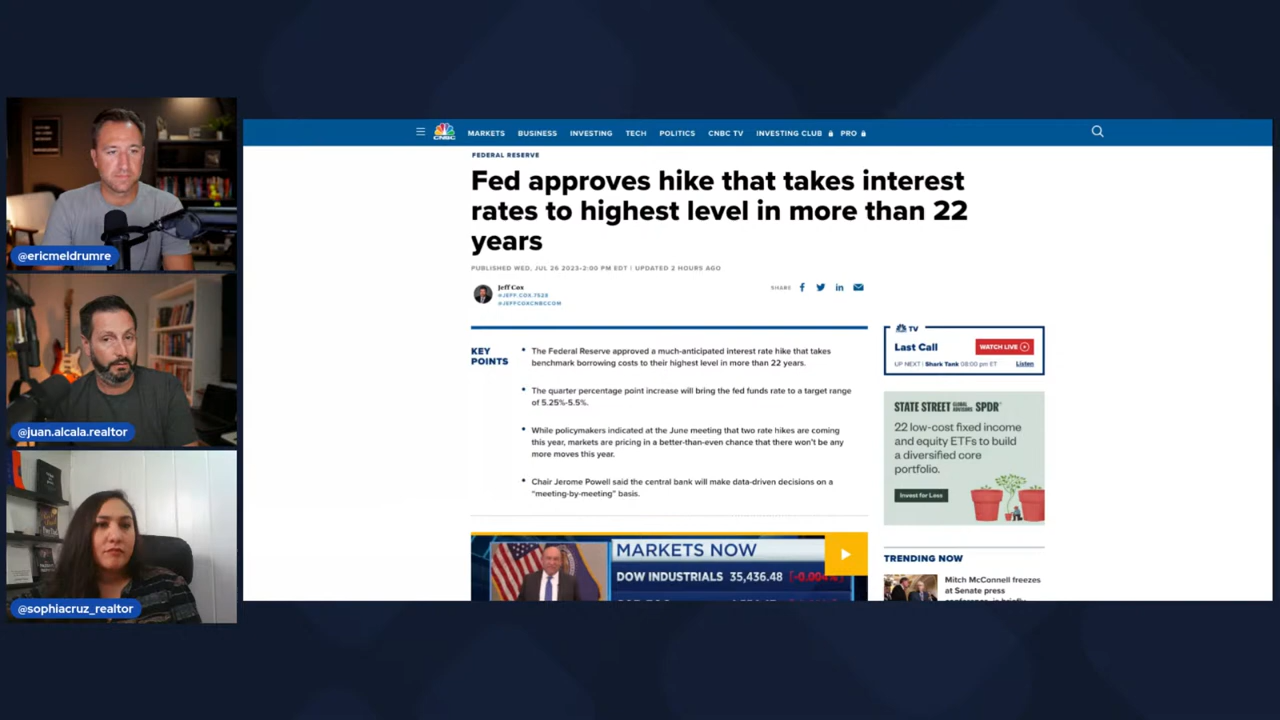 @ericmeldrumre
@juan.alcala.realtor
@sophiacruz_realtor
CNBC
MARKETS BUSINESS INVESTING TECH POLITICS CNBC TV INVESTING CLUB PRO
FEDERAL RESERVE
Fed approves hike that takes interest
rates to highest level in more than 22
years
PUBLISHED WED, JUL 26 2023•2:00 PM EDT | UPDATED 2 HOURS AGO
Jeff Cox
@JEFF.COX.7528
@JEFFCOXCNBCCOM
SHARE
KEY
POINTS
• The Federal Reserve approved a much-anticipated interest rate hike that takes
benchmark borrowing costs to their highest level in more than 22 years.
• The quarter percentage point increase will bring the fed funds rate to a target range
of 5.25%-5.5%.
• While policymakers indicated at the June meeting that two rate hikes are coming
this year, markets are pricing in a better-than-even chance that there won't be any
more moves this year.
• Chair Jerome Powell said the central bank will make data-driven decisions on a
“meeting-by-meeting” basis.
MARKETS NOW
DOW INDUSTRIALS 35,436.48 [-0.004%]
TV
Last Call
WATCH LIVE
UP NEXT | Shark Tank 08:00 pm ET
Listen
STATE STREET GLOBAL ADVISORS SPDR®
22 low-cost fixed income
and equity ETFs to build
a diversified core
portfolio.
Invest for Less
TRENDING NOW
Mitch McConnell freezes
at Senate press